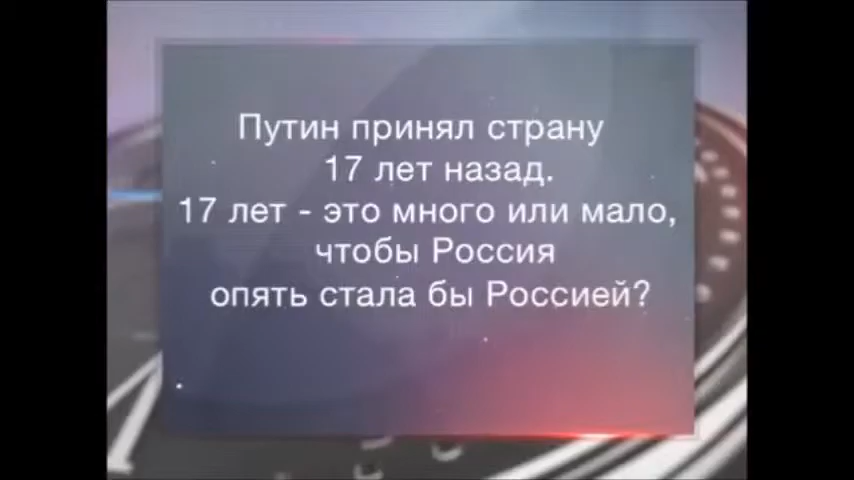 Путин принял страну
17 лет назад.
17 лет - это много или мало,
чтобы Россия
опять стала бы Россией?